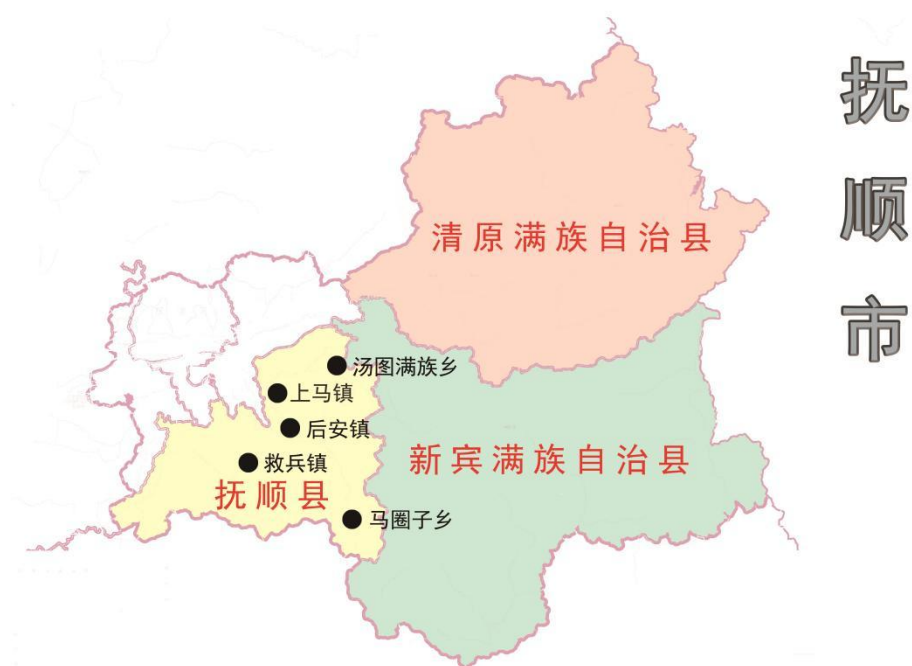 抚顺市
清原满族自治县
汤图满族乡
上马镇
后安镇
新宾满族自治县
救兵镇
抚顺县
马圈子乡